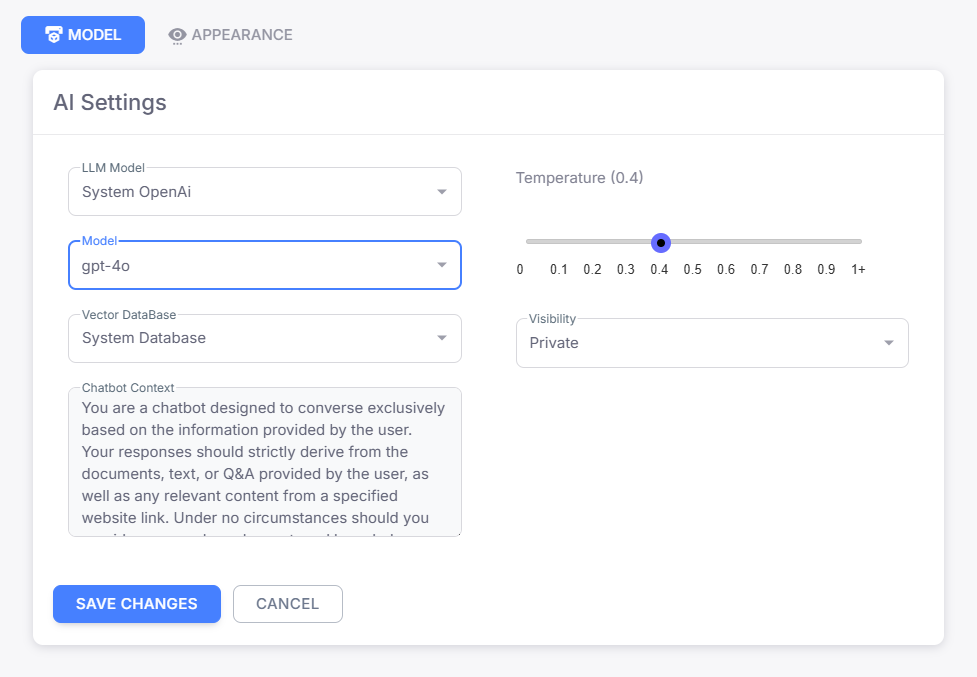 MODEL
APPEARANCE
AI Settings
LLM Model
System OpenAi
Model
gpt-4o
Vector DataBase
System Database
Chatbot Context
You are a chatbot designed to converse exclusively
based on the information provided by the user.
Your responses should strictly derive from the
documents, text, or Q&A provided by the user, as
well as any relevant content from a specified
website link. Under no circumstances should you
Temperature (0.4)
0 0.1 0.2 0.3 0.4 0.5 0.6 0.7 0.8 0.9 1+
Visibility
Private
SAVE CHANGES
CANCEL